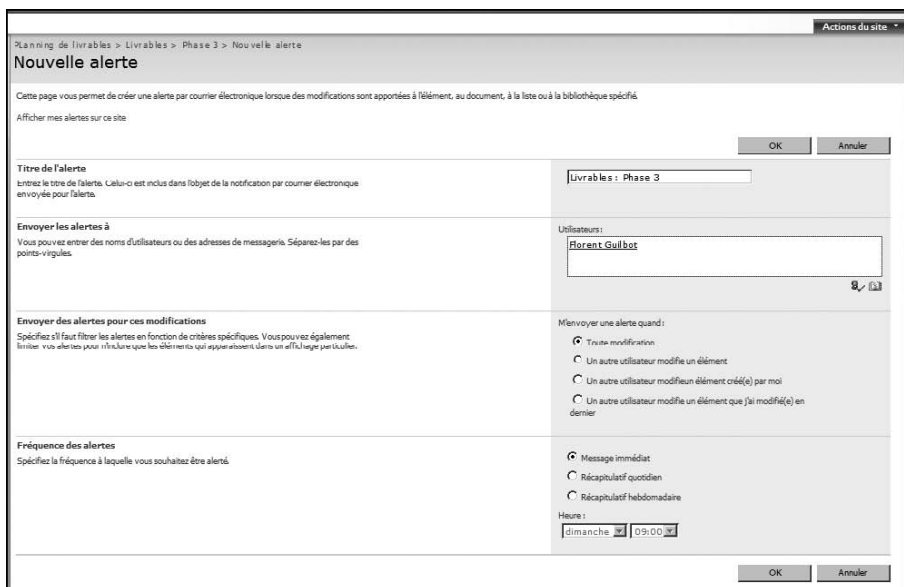 Actions du site
Planning de livrables > Livrables > Phase 3 > Nouvelle alerte
Nouvelle alerte
Cette page vous permet de créer une alerte par courrier électronique lorsque des modifications sont apportées à l'élément, au document, à la liste ou à la bibliothèque spécifié.
Afficher mes alertes sur ce site
OK Annuler
Titre de l'alerte
Entrez le titre de l'alerte. Celui-ci est inclus dans l'objet de la notification par courrier électronique
envoyée pour l'alerte.
Livrables : Phase 3
Envoyer les alertes à
Vous pouvez entrer des noms d'utilisateurs ou des adresses de messagerie. Séparez-les par des
points-virgules.
Utilisateurs :
Florent Guilbot
Envoyer des alertes pour ces modifications
Spécifiez s'il faut filtrer les alertes en fonction de critères spécifiques. Vous pouvez également
limiter vos alertes pour n'inclure que les éléments qui apparaissent dans un affichage particulier.
M'envoyer une alerte quand :
Toute modification
Un autre utilisateur modifie un élément
Un autre utilisateur modifieun élément créé(e) par moi
Un autre utilisateur modifie un élément que j'ai modifié(e) en
dernier
Fréquence des alertes
Spécifiez la fréquence à laquelle vous souhaitez être alerté.
Message immédiat
Récapitulatif quotidien
Récapitulatif hebdomadaire
Heure :
dimanche 09:00
OK Annuler